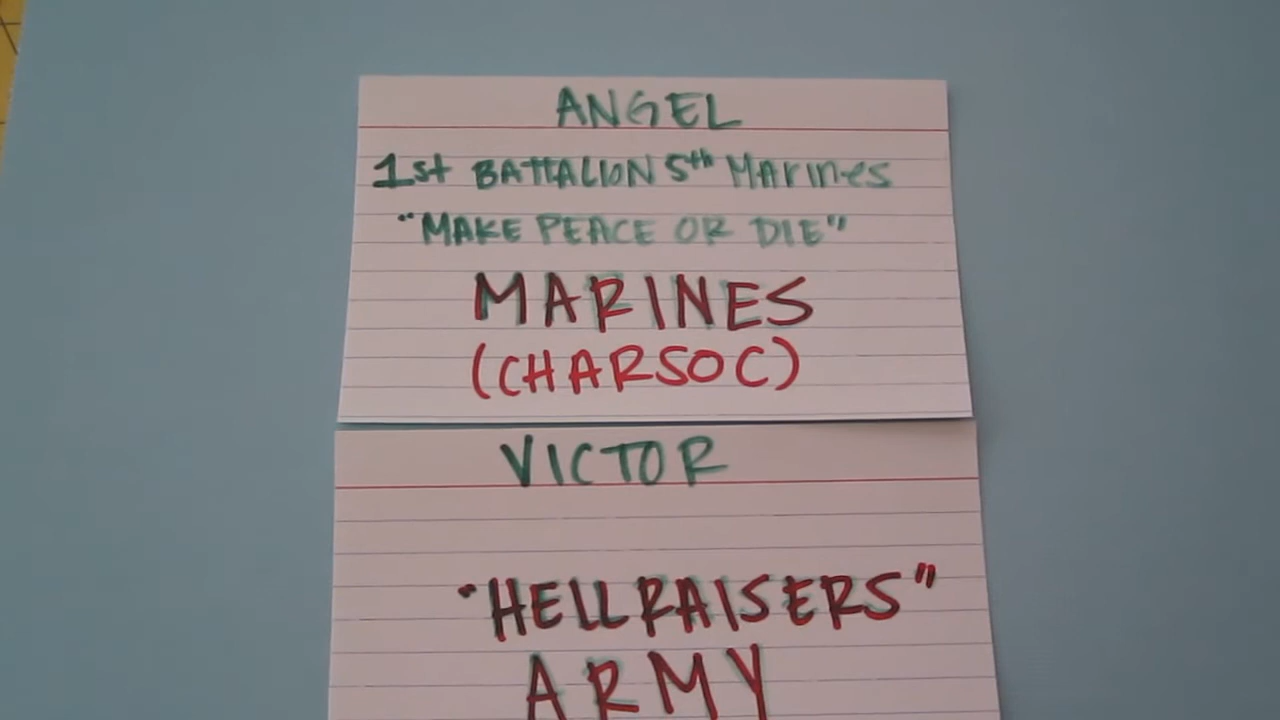 ANGEL
1st BATTALION 5th Marines
"MAKE PEACE OR DIE"
MARINES
(CHARSOC)
VICTOR
"HELLRAISERS"
ARMY